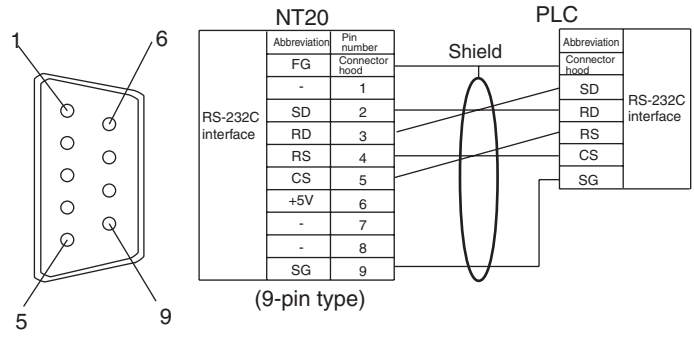 NT20
PLC
1
6
Abbreviation
Pin number
Shield
Abbreviation
FG
Connector hood
Connector hood
-
1
SD
RS-232C interface
SD
2
RD
RS-232C interface
RD
3
RS
RS
4
CS
CS
5
SG
+5V
6
-
7
-
8
SG
9
(9-pin type)
5
9